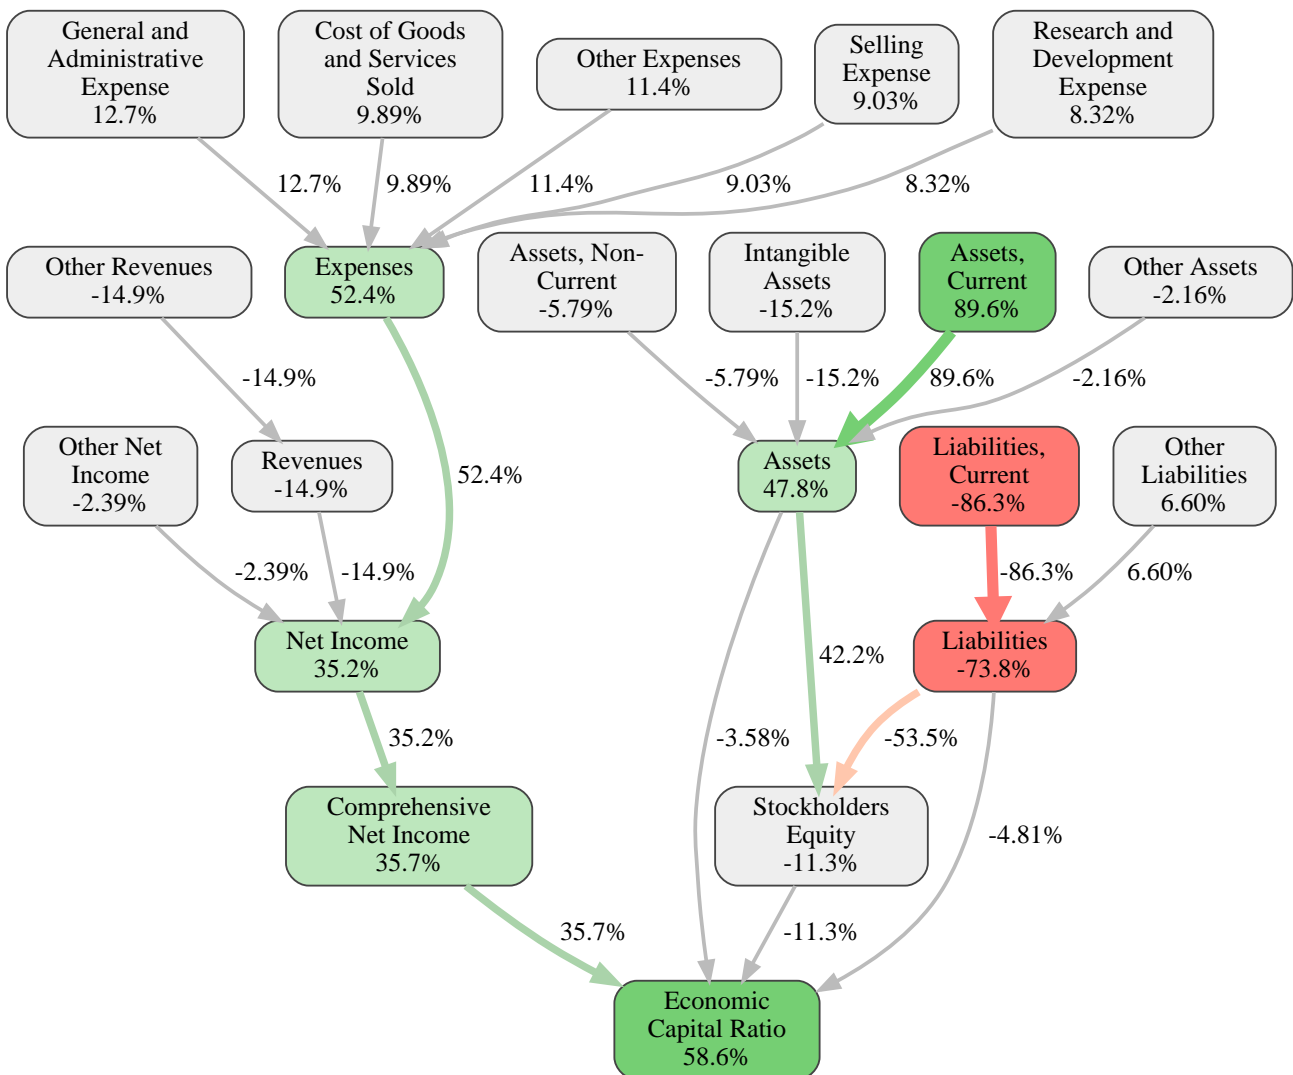 General and
Administrative
Expense
12.7%
Cost of Goods
and Services
Sold
9.89%
Other Expenses
11.4%
Selling
Expense
9.03%
Research and
Development
Expense
8.32%
12.7%
9.89%
11.4%
9.03%
8.32%
Other Revenues
-14.9%
Expenses
52.4%
Assets, Non-
Current
-5.79%
Intangible
Assets
-15.2%
Assets,
Current
89.6%
Other Assets
-2.16%
-14.9%
-5.79%
-15.2%
89.6%
-2.16%
Other Net
Income
-2.39%
Revenues
-14.9%
52.4%
Assets
47.8%
Liabilities,
Current
-86.3%
Other
Liabilities
6.60%
-2.39%
-14.9%
-86.3%
6.60%
Net Income
35.2%
42.2%
Liabilities
-73.8%
35.2%
-3.58%
-53.5%
Comprehensive
Net Income
35.7%
Stockholders
Equity
-11.3%
-4.81%
35.7%
-11.3%
Economic
Capital Ratio
58.6%